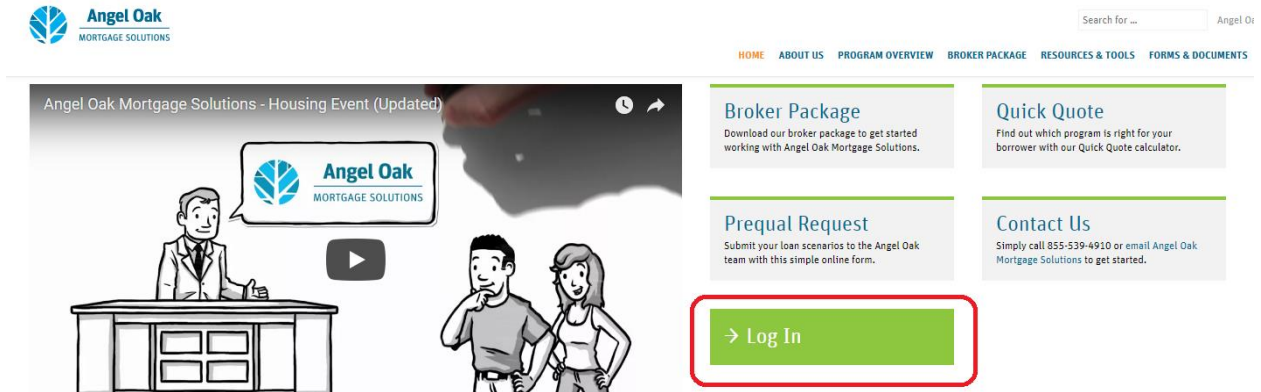 Angel Oak
MORTGAGE SOLUTIONS
Search for ...
Angel Oa
HOME ABOUT US PROGRAM OVERVIEW BROKER PACKAGE RESOURCES & TOOLS FORMS & DOCUMENTS
Angel Oak Mortgage Solutions - Housing Event (Updated)
Angel Oak
MORTGAGE SOLUTIONS
Broker Package
Download our broker package to get started
working with Angel Oak Mortgage Solutions.
Quick Quote
Find out which program is right for your
borrower with our Quick Quote calculator.
Prequal Request
Submit your loan scenarios to the Angel Oak
team with this simple online form.
Contact Us
Simply call 855-539-4910 or email Angel Oak
Mortgage Solutions to get started.
→ Log In